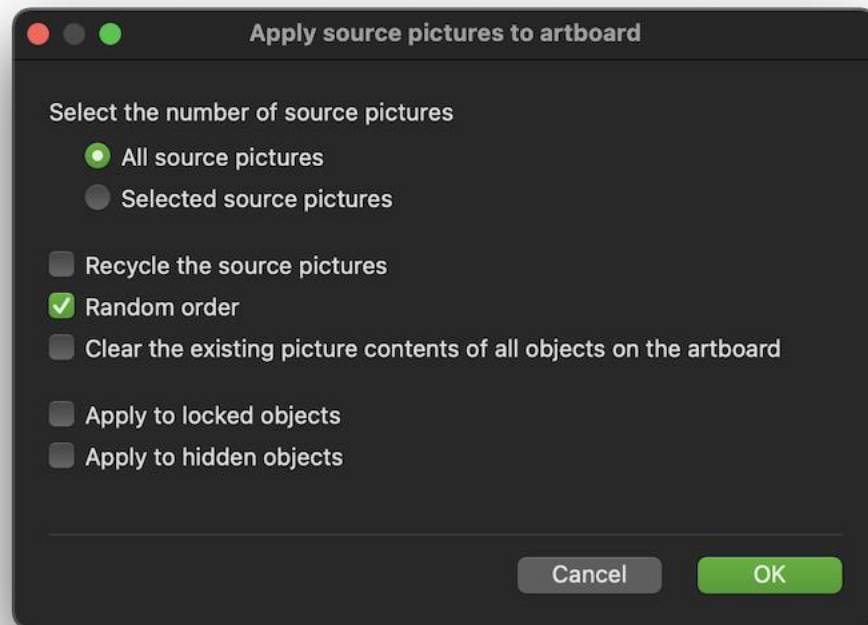 Apply source pictures to artboard
Select the number of source pictures
All source pictures
Selected source pictures
Recycle the source pictures
Random order
Clear the existing picture contents of all objects on the artboard
Apply to locked objects
Apply to hidden objects
Cancel
OK